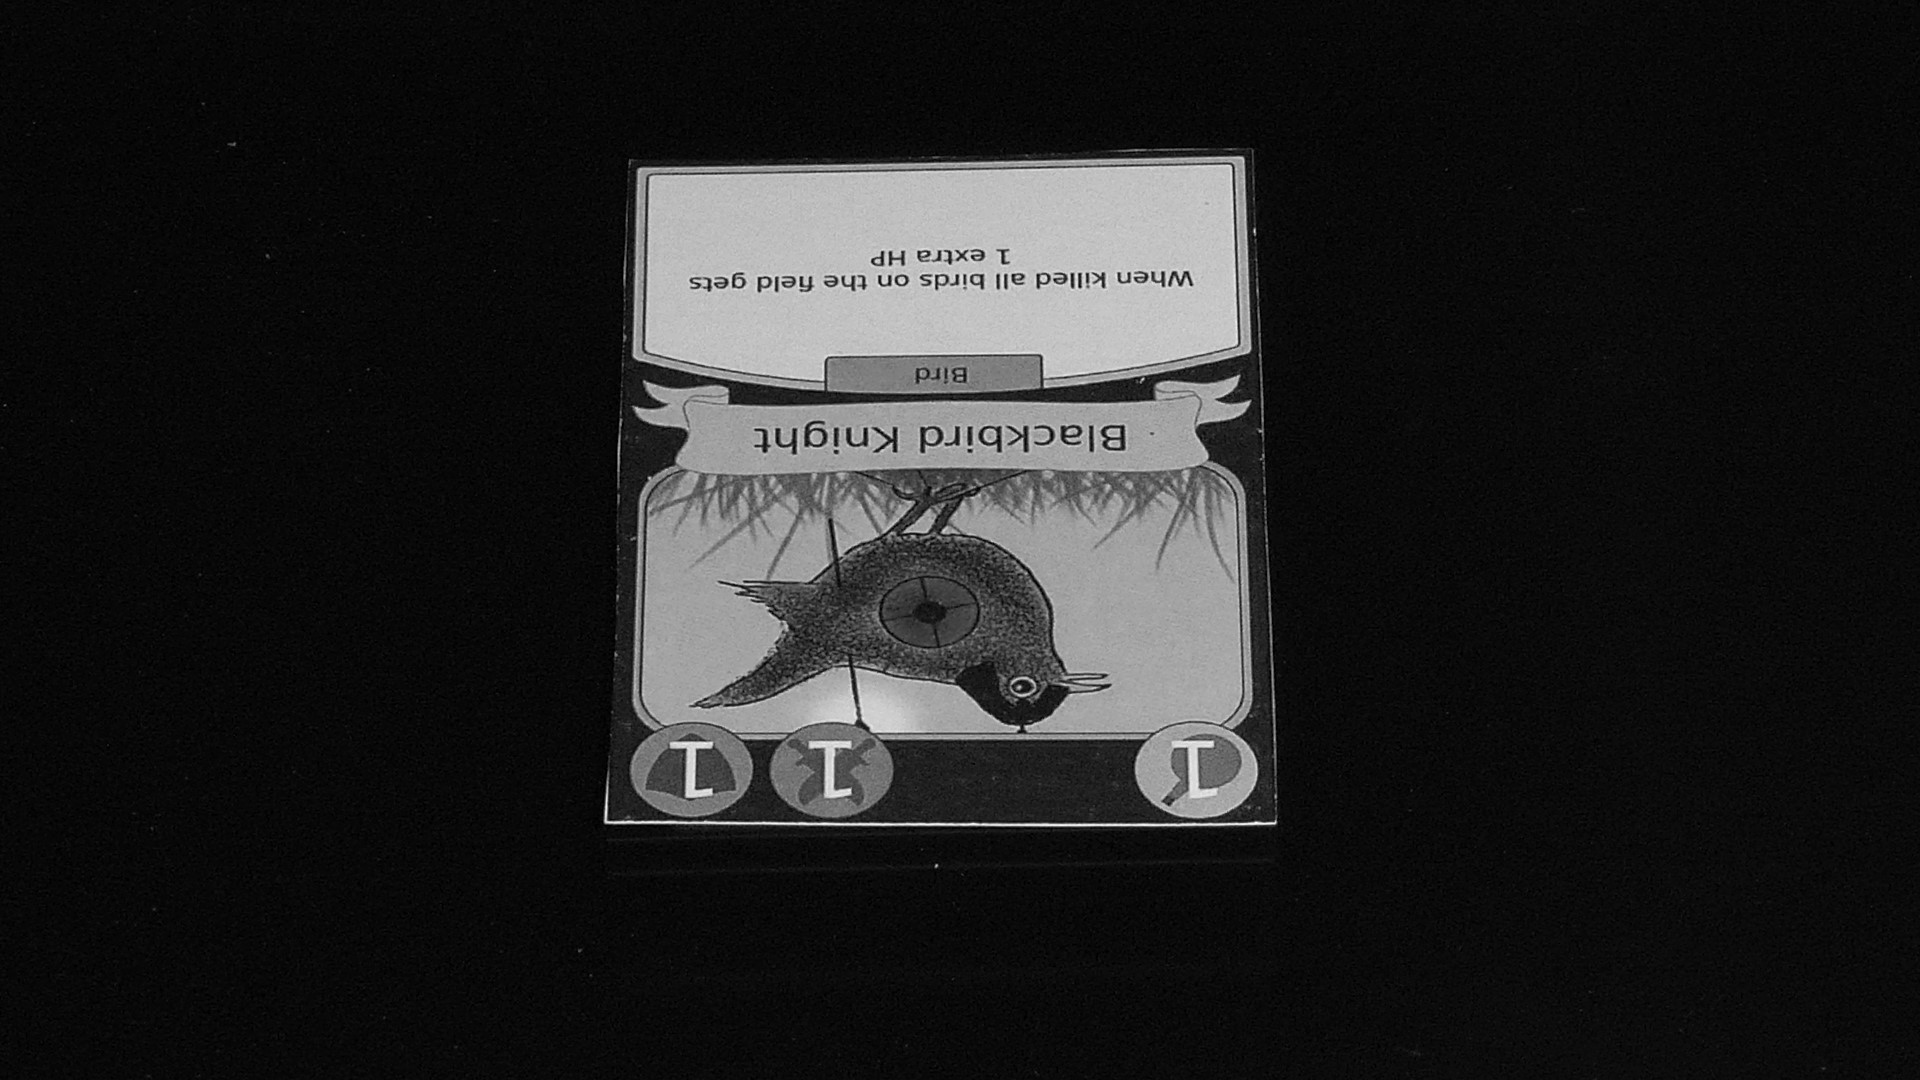 1 1 1
Blackbird Knight
Bird
When killed all birds on the field gets
1 extra HP